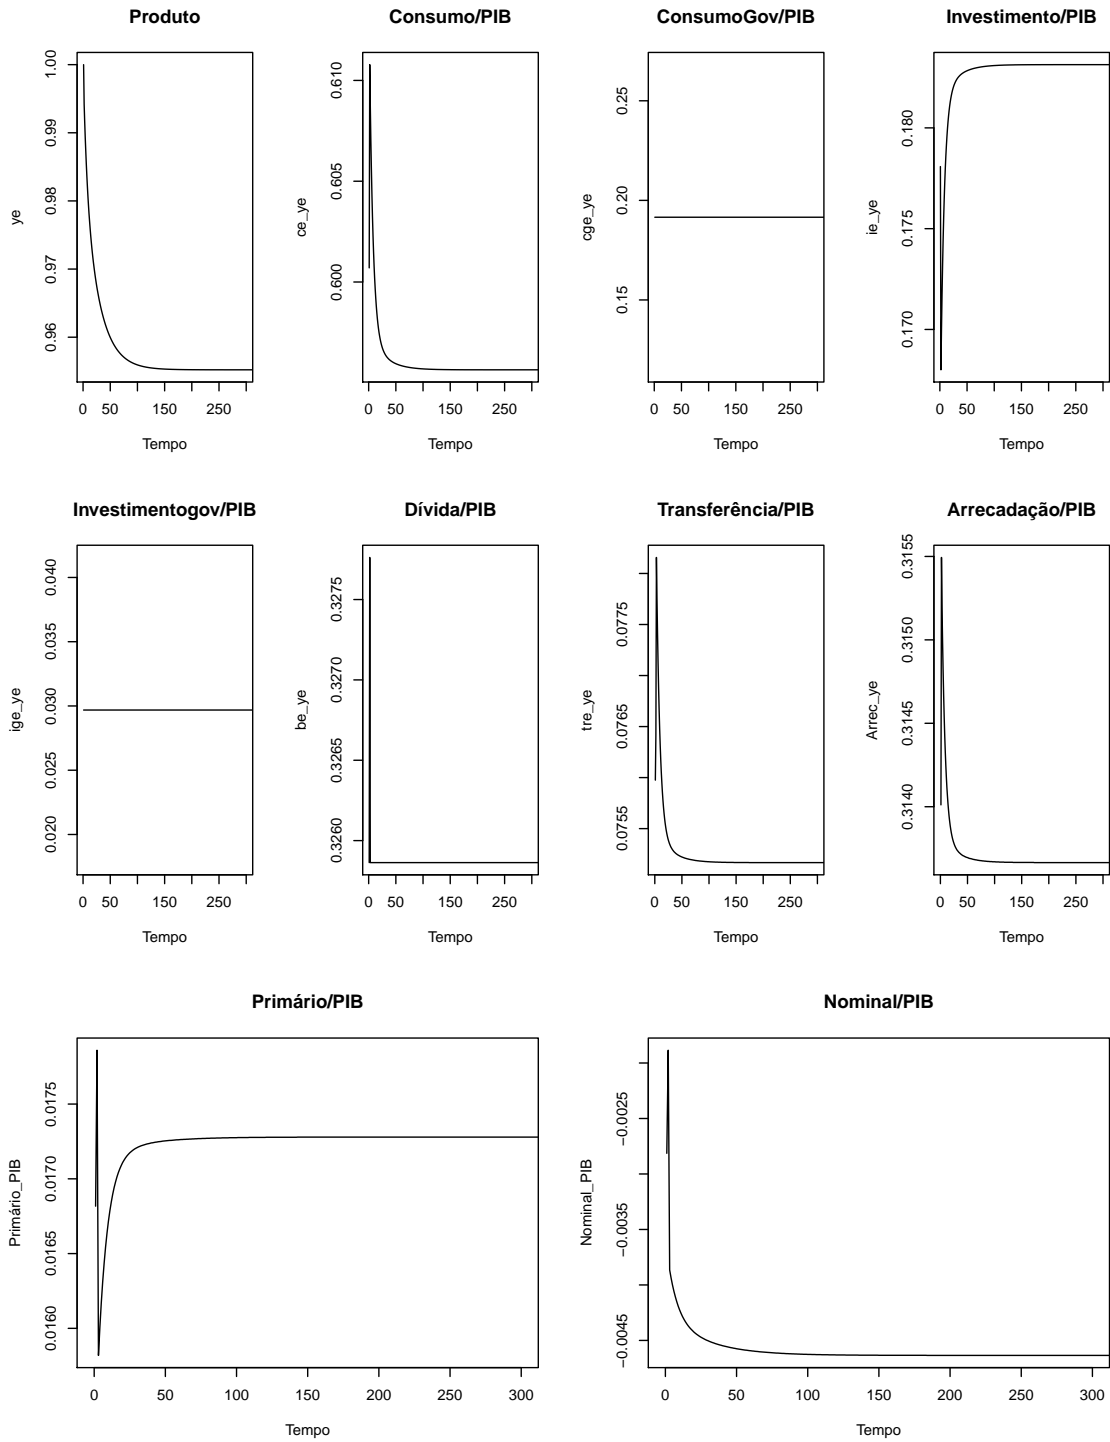 Produto
ye
1.00
0.99
0.98
0.97
0.96
0 50 150 250
Tempo
Consumo/PIB
ce_ye
0.610
0.605
0.600
0 50 150 250
Tempo
ConsumoGov/PIB
cge_ye
0.25
0.20
0.15
0 50 150 250
Tempo
Investimento/PIB
ie_ye
0.180
0.175
0.170
0 50 150 250
Tempo
Investimentogov/PIB
ige_ye
0.040
0.035
0.030
0.025
0.020
0 50 150 250
Tempo
Dívida/PIB
be_ye
0.3275
0.3270
0.3265
0.3260
0 50 150 250
Tempo
Transferência/PIB
tre_ye
0.0775
0.0765
0.0755
0 50 150 250
Tempo
Arrecadação/PIB
Arrec_ye
0.3155
0.3150
0.3145
0.3140
0 50 150 250
Tempo
Primário/PIB
Primário_PIB
0.0175
0.0170
0.0165
0.0160
0 50 100 150 200 250 300
Tempo
Nominal/PIB
Nominal_PIB
−0.0025
−0.0035
−0.0045
0 50 100 150 200 250 300
Tempo